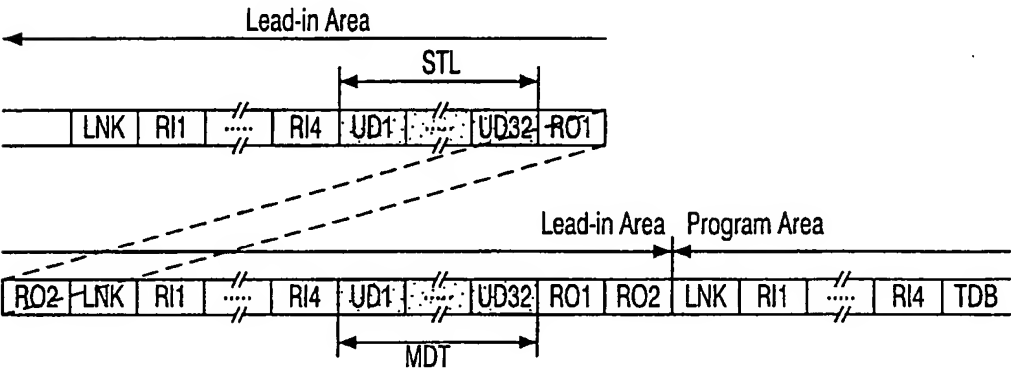 Lead-in Area
STL
LNK RI1 ..... RI4 UD1 ..... UD32 RO1
Lead-in Area Program Area
RO2 LNK RI1 ..... RI4 UD1 ..... UD32 RO1 RO2 LNK RI1 ..... RI4 TDB
MDT